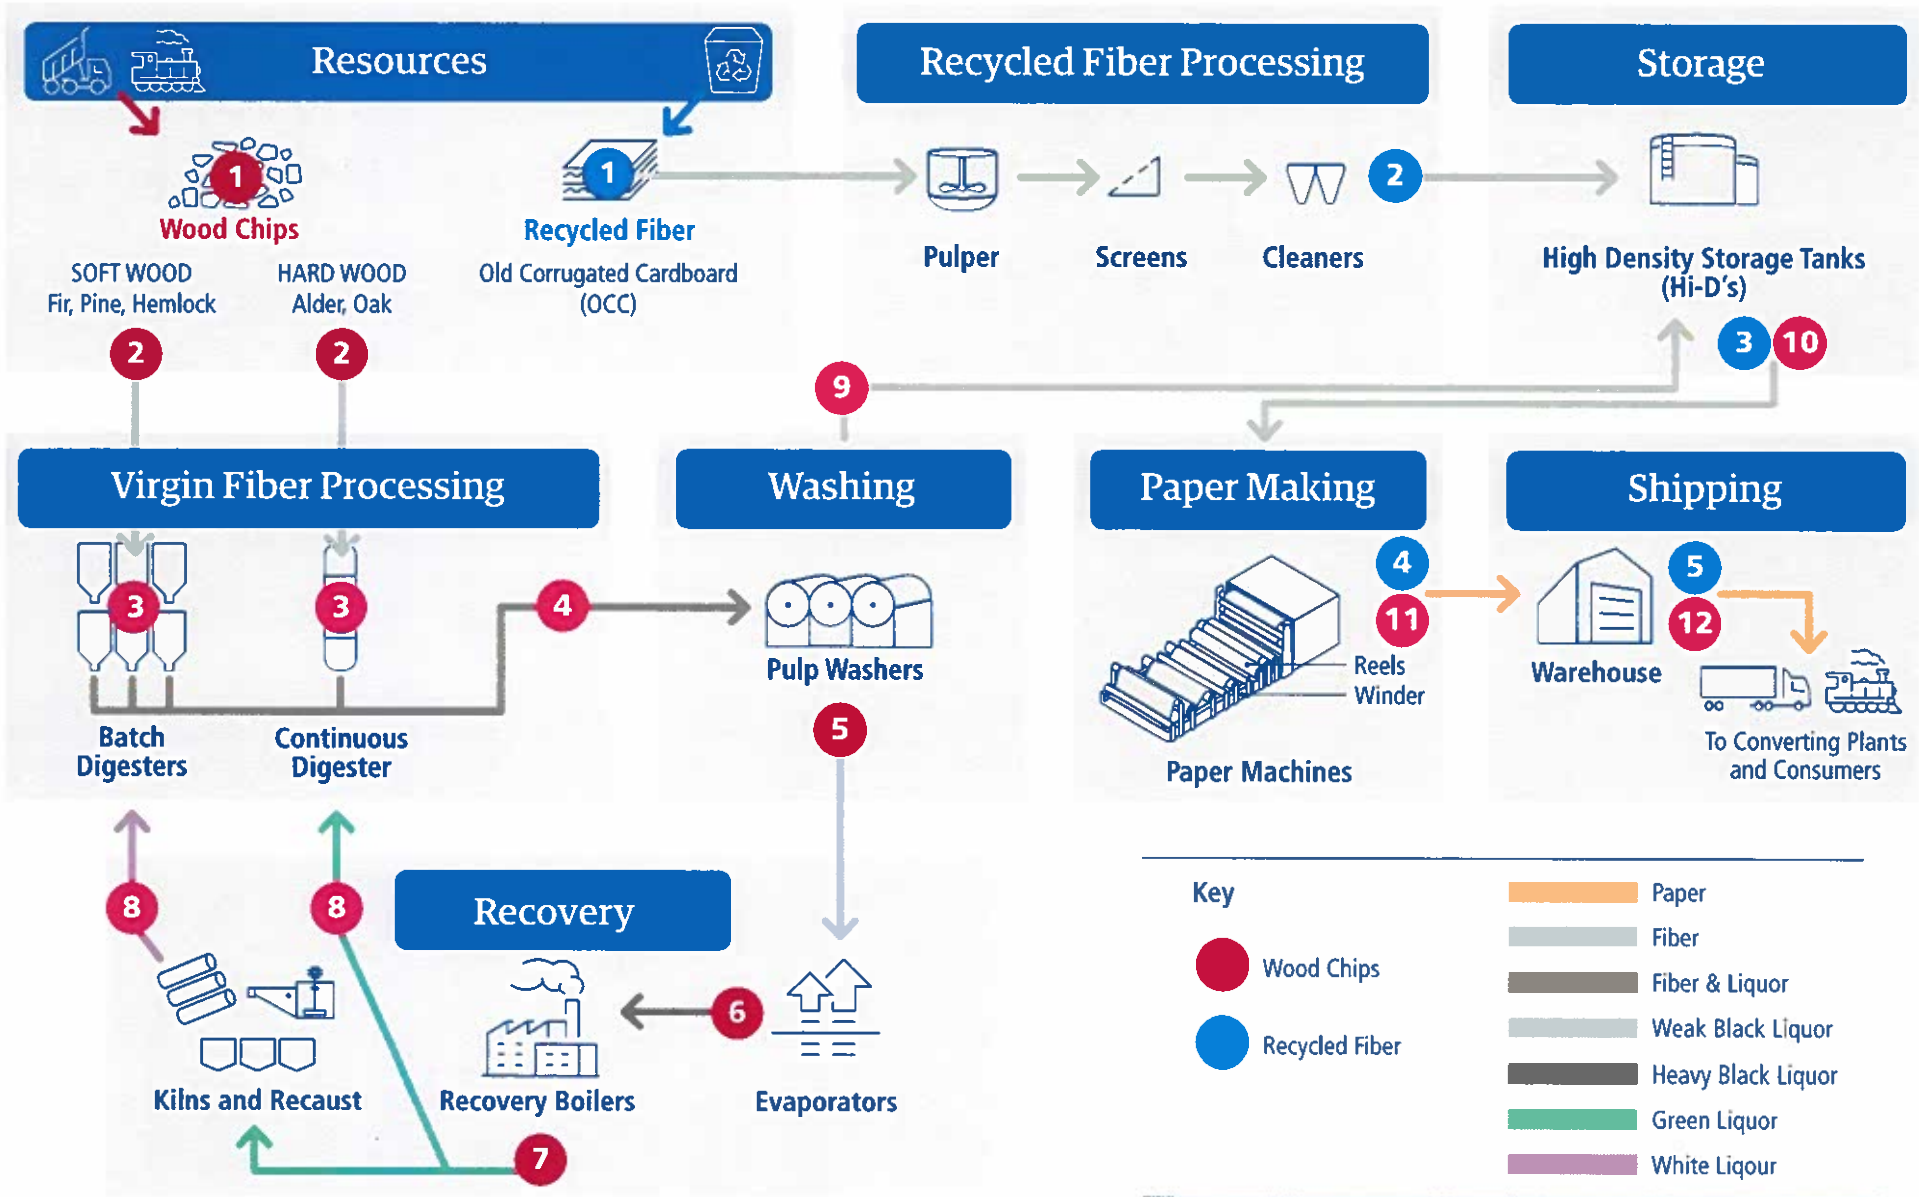 Resources
1
Wood Chips
SOFT WOOD
Fir, Pine, Hemlock
2
HARD WOOD
Alder, Oak
2
1
Recycled Fiber
Old Corrugated Cardboard
(OCC)
Recycled Fiber Processing
Pulper
Screens
Cleaners
2
Storage
High Density Storage Tanks
(Hi-D's)
3 10
9
Virgin Fiber Processing
3
3
4
Batch
Digesters
Continuous
Digester
Washing
Pulp Washers
5
Paper Making
4
11
Reels
Winder
Paper Machines
Shipping
5
12
Warehouse
To Converting Plants
and Consumers
8
8
Recovery
6
Kilns and Recaust
Recovery Boilers
Evaporators
7
Key
Wood Chips
Recycled Fiber
Paper
Fiber
Fiber & Liquor
Weak Black Liquor
Heavy Black Liquor
Green Liquor
White Liqour